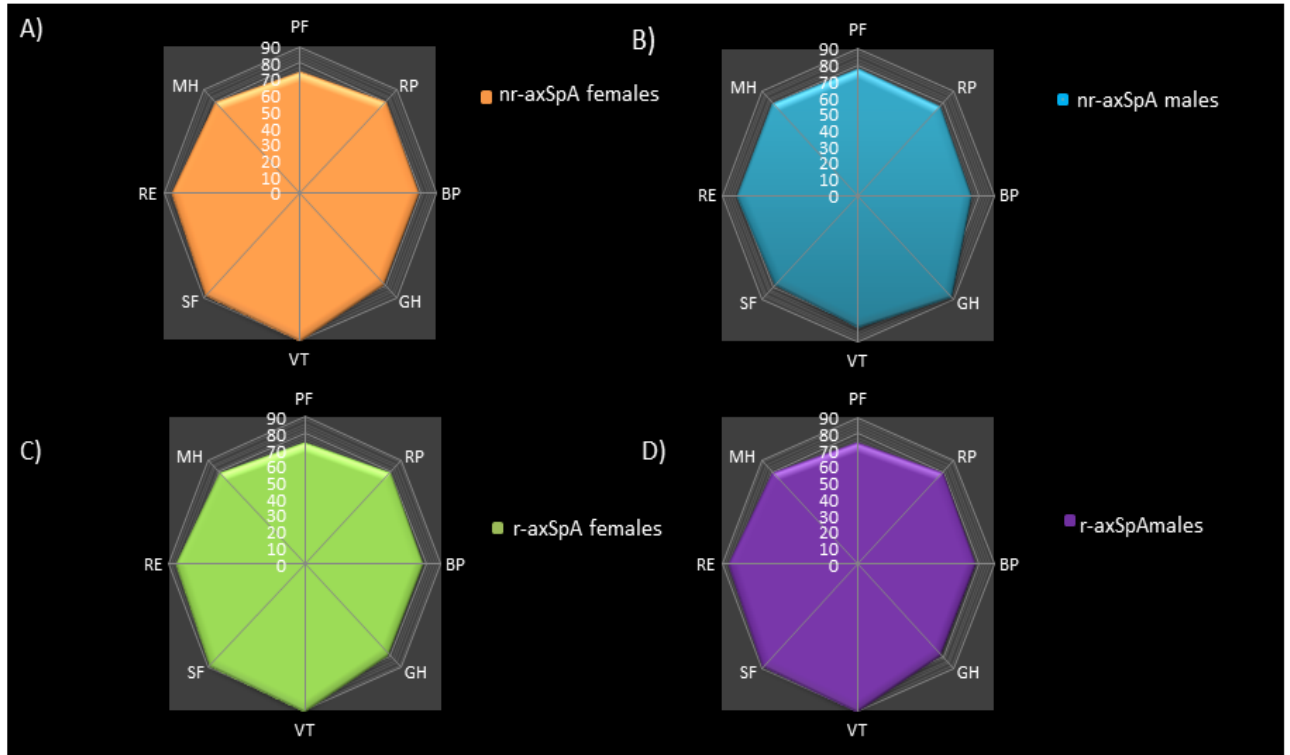 A)
PF
90
80
70
60
50
40
30
20
10
0
MH
RP
RE
BP
SF
GH
VT
nr-axSpA females
B)
PF
90
80
70
60
50
40
30
20
10
0
MH
RP
RE
BP
SF
GH
VT
nr-axSpA males
C)
PF
90
80
70
60
50
40
30
20
10
0
MH
RP
RE
BP
SF
GH
VT
r-axSpA females
D)
PF
90
80
70
60
50
40
30
20
10
0
MH
RP
RE
BP
SF
GH
VT
r-axSpAmales